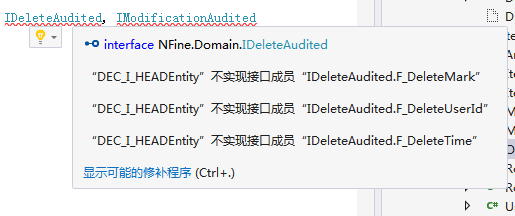 IDeleteAudited, IModificationAudited
interface NFine.Domain.IDeleteAudited
“DEC_I_HEADEntity”不实现接口成员“IDeleteAudited.F_DeleteMark”
“DEC_I_HEADEntity”不实现接口成员“IDeleteAudited.F_DeleteUserId”
“DEC_I_HEADEntity”不实现接口成员“IDeleteAudited.F_DeleteTime”
显示可能的修补程序 (Ctrl+.)
C#